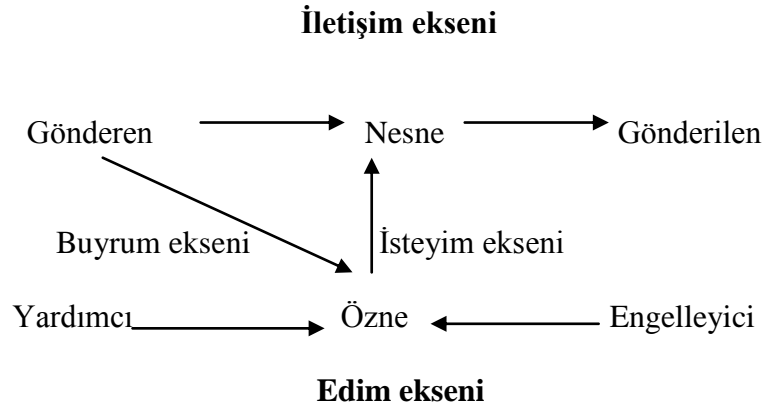 İletişim ekseni
Gönderen Nesne Gönderilen
Buyrum ekseni İsteyim ekseni
Yardımcı Özne Engelleyici
Edim ekseni